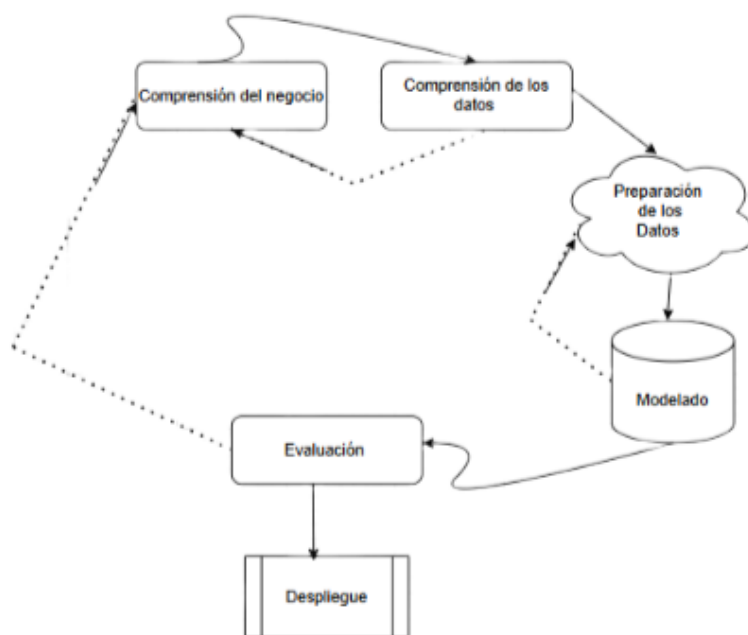 Comprensión del negocio
Comprensión de los
datos
Preparación
de los
Datos
Modelado
Evaluación
Despliegue